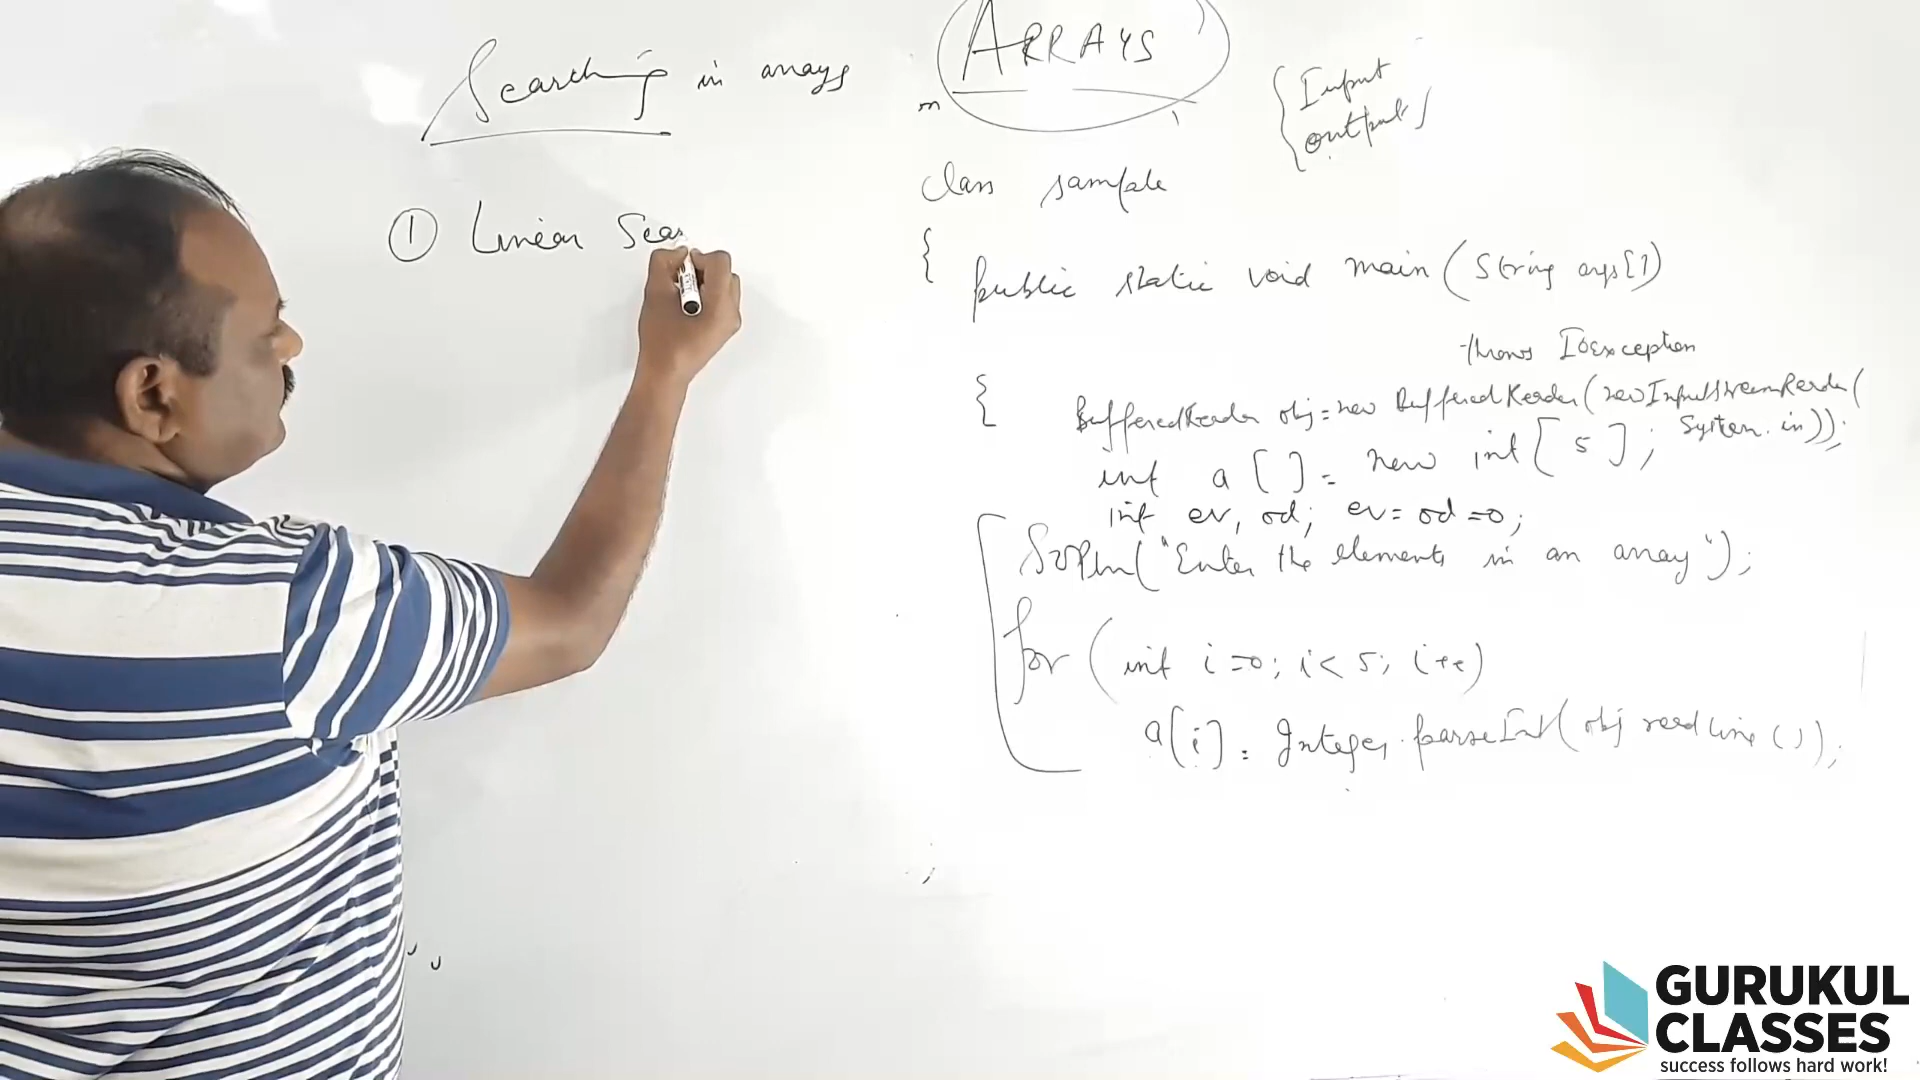 Searching in arrays
① Linear Sear
ARRAYS
Input
output
class sample
{
public static void main (String args[])
throws IOException
{
BufferedReader obj=new BufferedReader(new InputStreamReader(
System.in));
int a [ ] = new int [ 5 ];
int ev, od; ev = od =0;
SOPln("Enter the elements in an array");
for ( int i =0; i < 5; i++)
a[i] = Integer.parseInt(obj readLine ());
GURUKUL
CLASSES
success follows hard work!